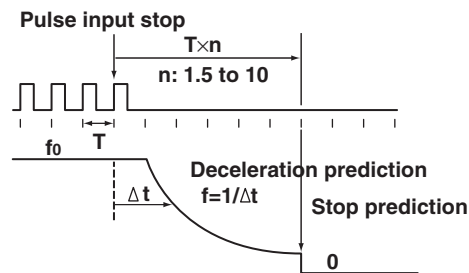 Pulse input stop
T×n
n: 1.5 to 10
T
f0
Deceleration prediction
Δt
f=1/Δt
Stop prediction
0